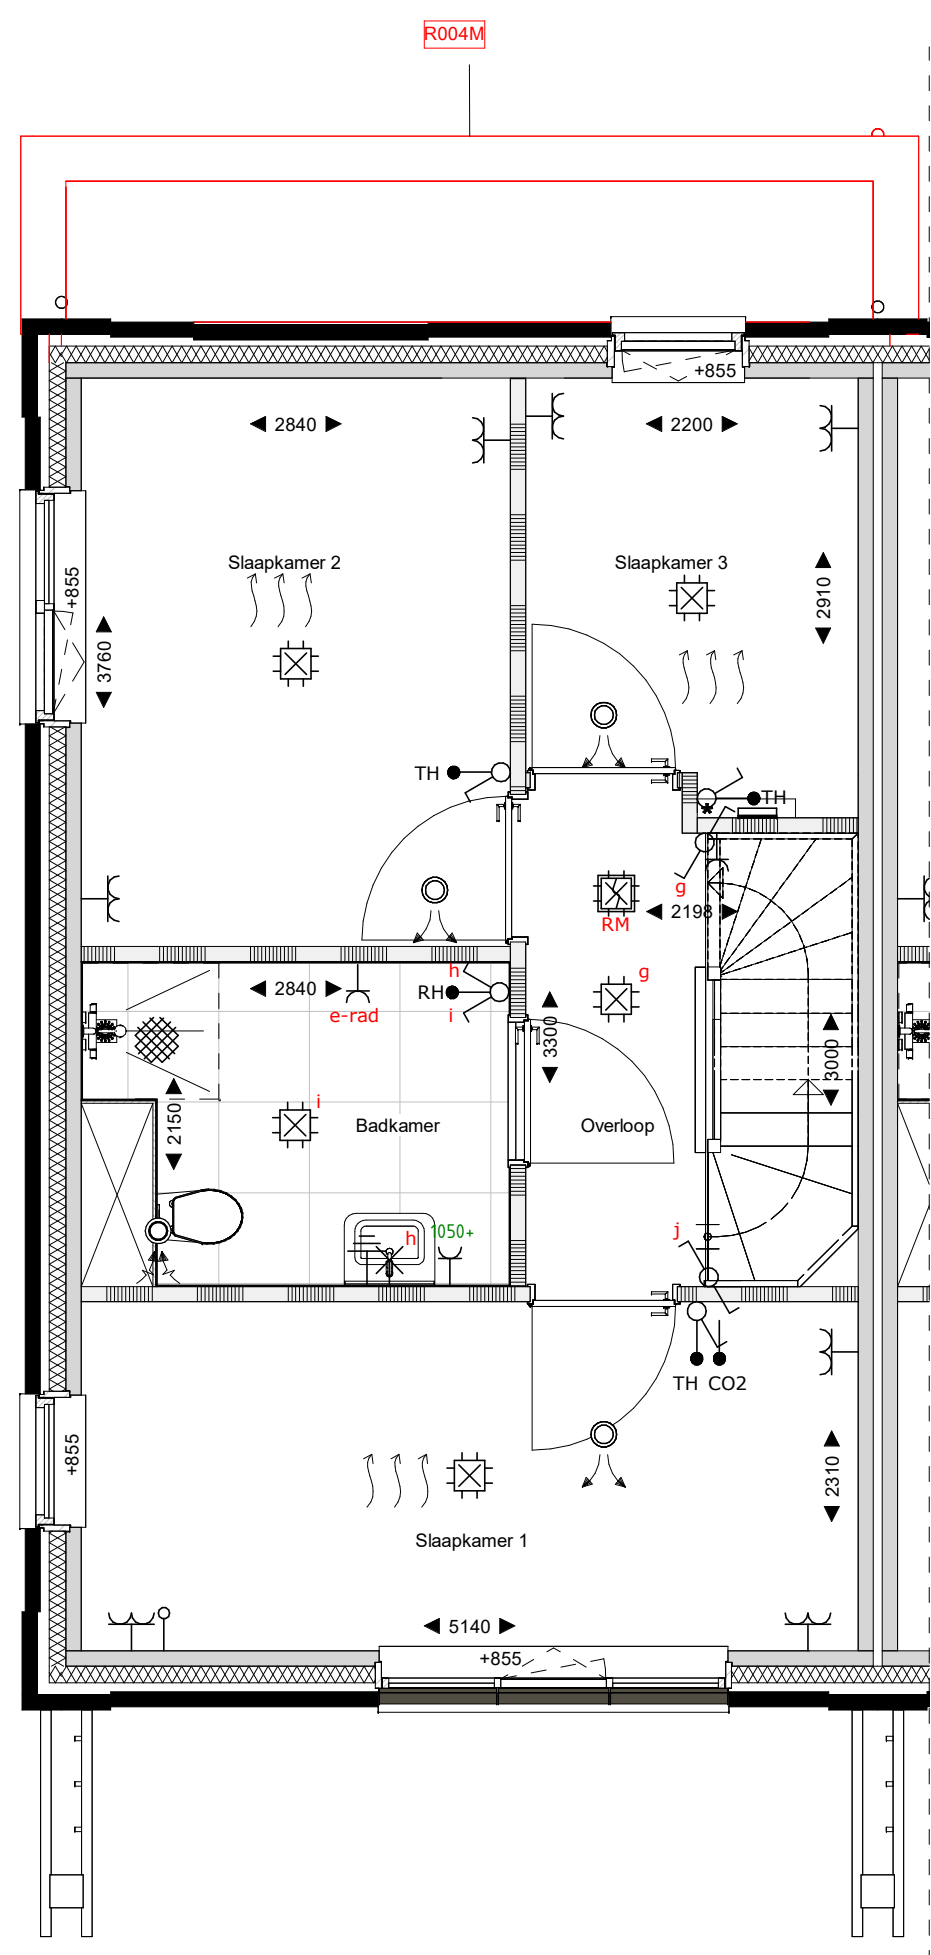 R004M
+855
2840
2200
Slaapkamer 2
Slaapkamer 3
+855
2910
3760
TH
TH
*
g
RM
2198
h
g
2840
RH
e-rad
i
3300
3000
i
2150
Badkamer
Overloop
1050+
h
j
TH CO2
+855
2310
Slaapkamer 1
5140
+855